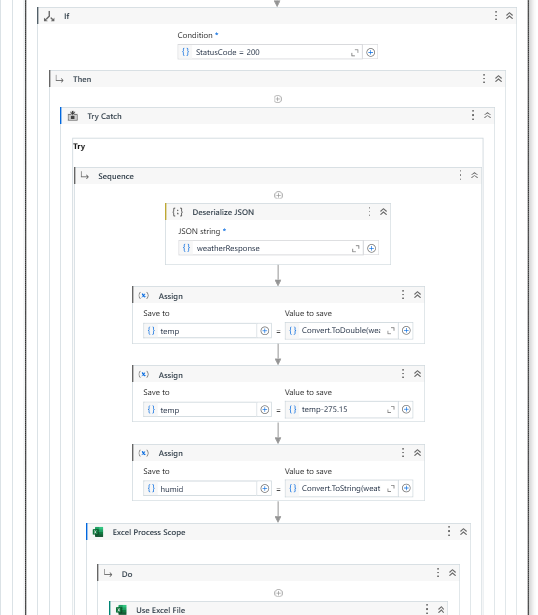 If
Condition *
StatusCode = 200
Then
Try Catch
Try
Sequence
Deserialize JSON
JSON string *
weatherResponse
Assign
Save to Value to save
temp = Convert.ToDouble(wea
Assign
Save to Value to save
temp = temp-275.15
Assign
Save to Value to save
humid = Convert.ToString(weat
Excel Process Scope
Do
Use Excel File